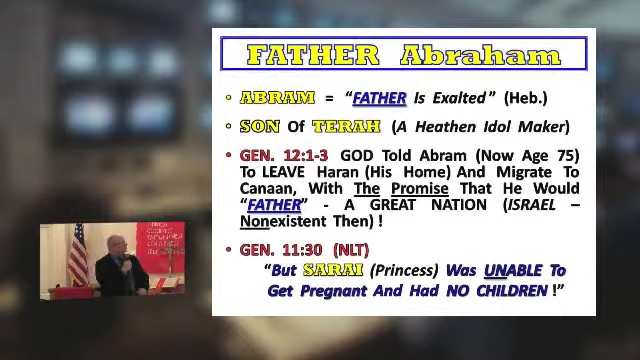 FATHER Abraham
• ABRAM = “FATHER Is Exalted” (Heb.)
• SON Of TERAH (A Heathen Idol Maker)
• GEN. 12:1-3 GOD Told Abram (Now Age 75)
To LEAVE Haran (His Home) And Migrate To
Canaan, With The Promise That He Would
“FATHER” - A GREAT NATION (ISRAEL –
Nonexistent Then) !
• GEN. 11:30 (NLT)
“But SARAI (Princess) Was UNABLE To
Get Pregnant And Had NO CHILDREN !”